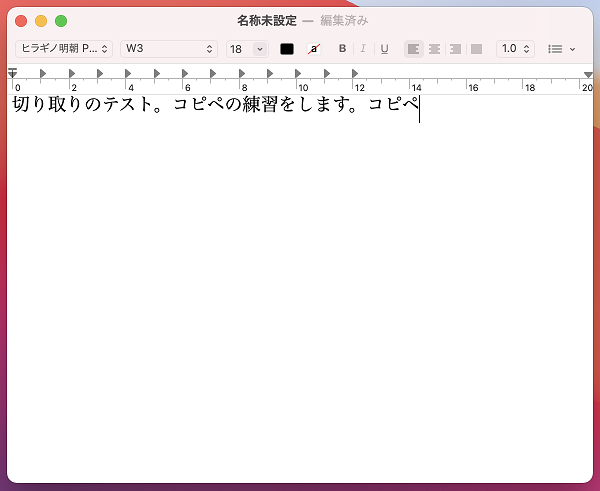 名称未設定 — 編集済み
ヒラギノ明朝 P... W3 18 a B I U 1.0
0 2 4 6 8 10 12 14 16 18 20
切り取りのテスト。コピペの練習をします。コピペ